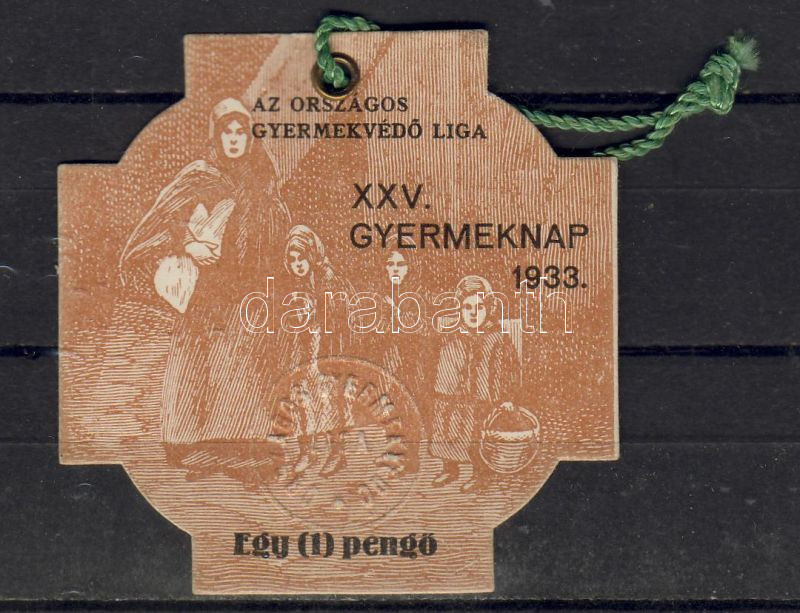 AZ ORSZÁGOS
GYERMEKVÉDŐ LIGA
XXV.
GYERMEKNAP
1933.
darabanth
Egy (1) pengő